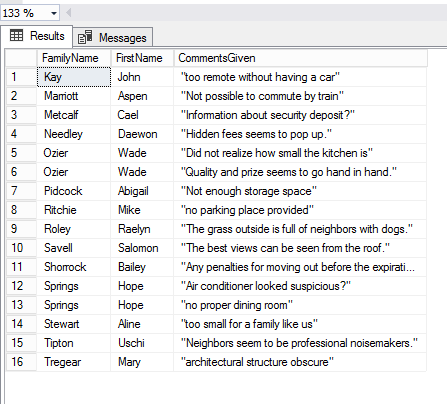 133 %
Results Messages
FamilyName FirstName CommentsGiven
1 Kay John "too remote without having a car"
2 Marriott Aspen "Not possible to commute by train"
3 Metcalf Cael "Information about security deposit?"
4 Needley Daewon "Hidden fees seems to pop up."
5 Ozier Wade "Did not realize how small the kitchen is"
6 Ozier Wade "Quality and prize seems to go hand in hand."
7 Pidcock Abigail "Not enough storage space"
8 Ritchie Mike "no parking place provided"
9 Roley Raelyn "The grass outside is full of neighbors with dogs."
10 Savell Salomon "The best views can be seen from the roof."
11 Shorrock Bailey "Any penalties for moving out before the expirati...
12 Springs Hope "Air conditioner looked suspicious?"
13 Springs Hope "no proper dining room"
14 Stewart Aline "too small for a family like us"
15 Tipton Uschi "Neighbors seem to be professional noisemakers."
16 Tregear Mary "architectural structure obscure"